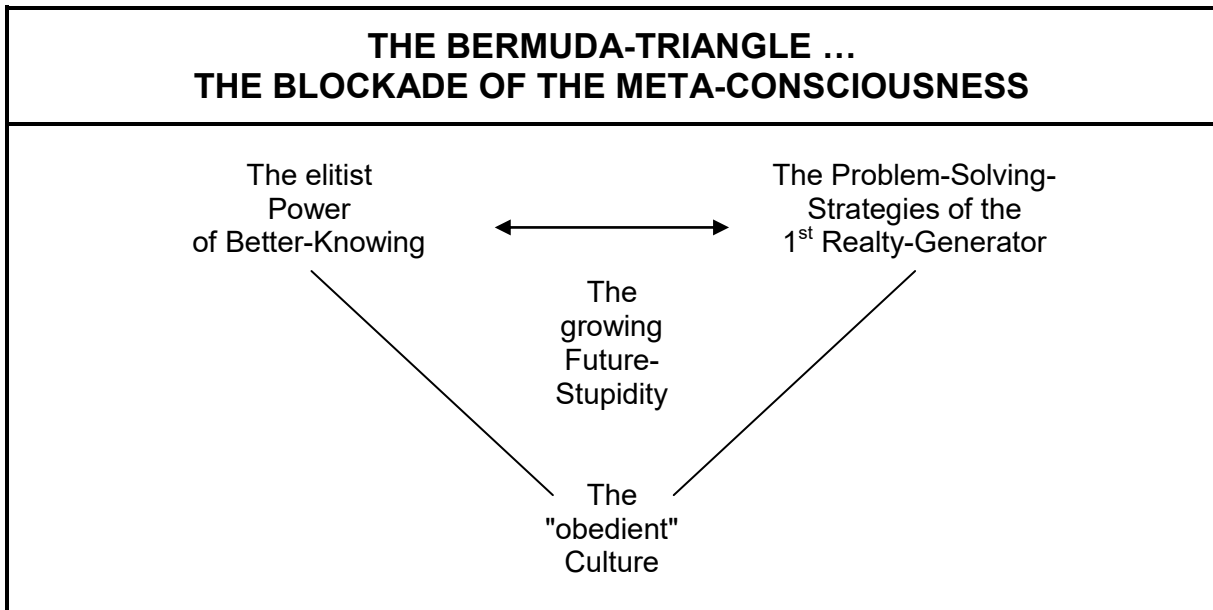 THE BERMUDA-TRIANGLE …
THE BLOCKADE OF THE META-CONSCIOUSNESS
The elitist
Power
of Better-Knowing
The Problem-Solving-
Strategies of the
1st Realty-Generator
The
growing
Future-
Stupidity
The
"obedient"
Culture